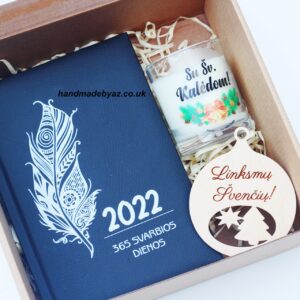 handmadebyaz.co.uk
2022
365 SVARBIOS
DIENOS
Su Šv.
Kalėdom!
Linksmų
Švenčių!